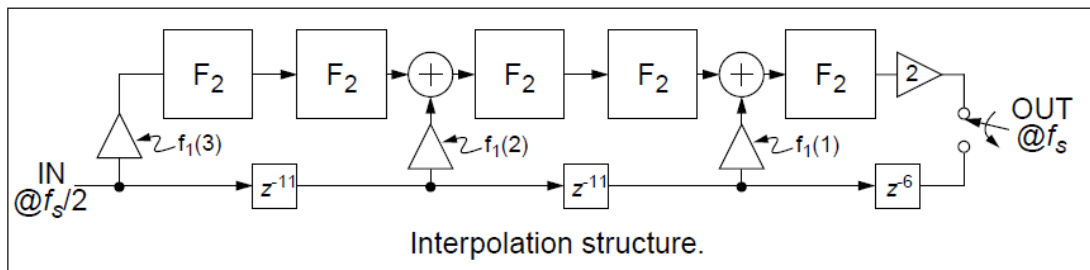 F₂ F₂ + F₂ F₂ + F₂ 2
f₁(3) f₁(2) f₁(1)
OUT
@fₛ
IN
@fₛ/2
z⁻¹¹ z⁻¹¹ z⁻⁶
Interpolation structure.